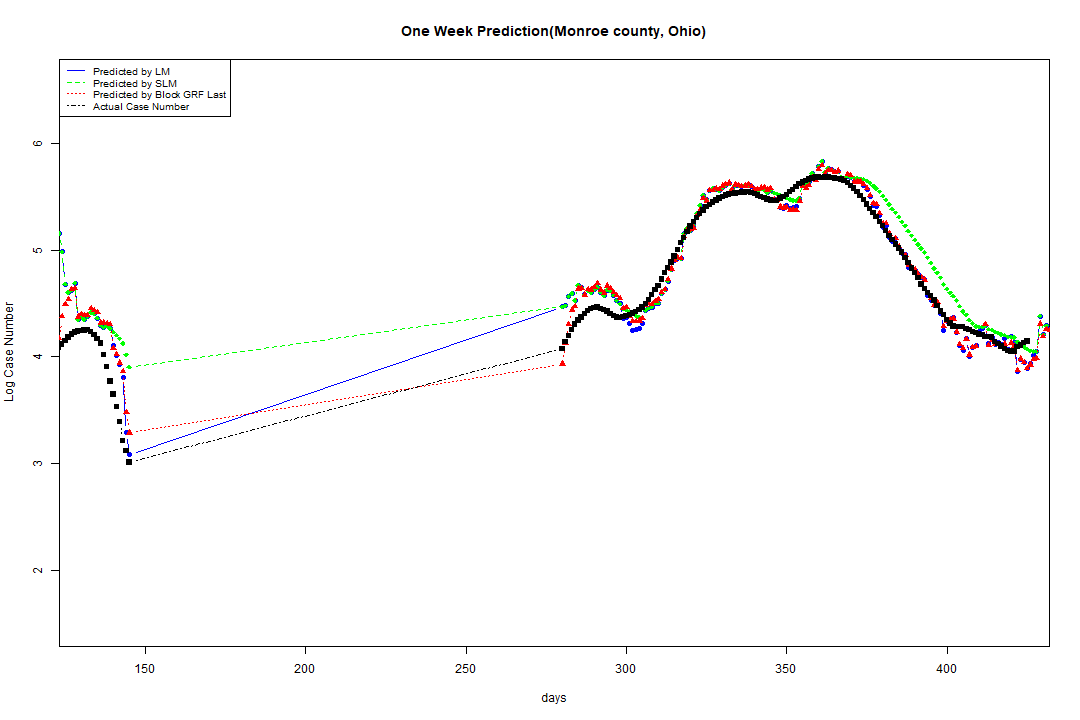 One Week Prediction(Monroe county, Ohio)
Predicted by LM
Predicted by SLM
Predicted by Block GRF Last
Actual Case Number
6
5
4
3
2
Log Case Number
150 200 250 300 350 400
days